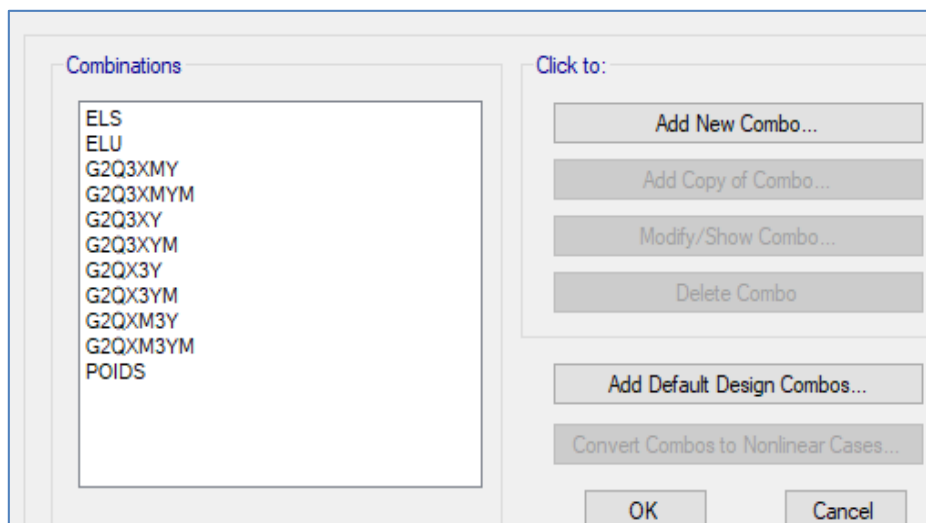 Combinations
ELS
ELU
G2Q3XMY
G2Q3XMYM
G2Q3XY
G2Q3XYM
G2QX3Y
G2QX3YM
G2QXM3Y
G2QXM3YM
POIDS
Click to:
Add New Combo...
Add Copy of Combo...
Modify/Show Combo...
Delete Combo
Add Default Design Combos...
Convert Combos to Nonlinear Cases...
OK
Cancel